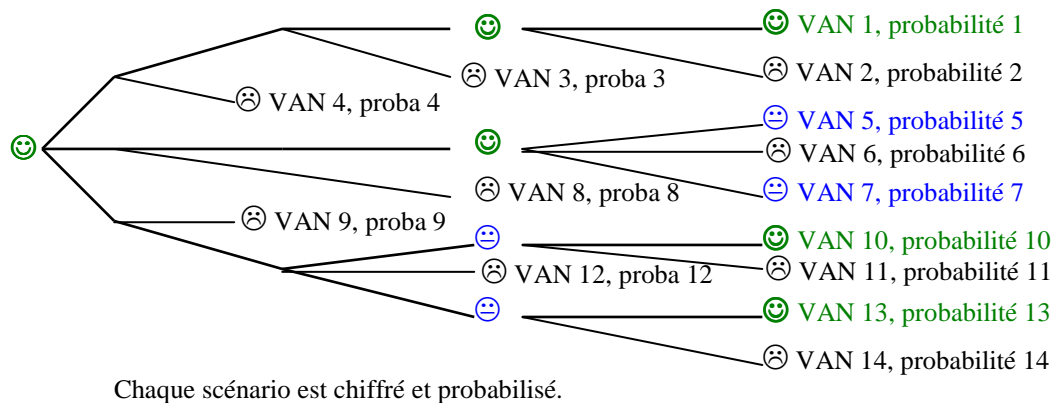 VAN 1, probabilité 1
VAN 2, probabilité 2
VAN 3, proba 3
VAN 4, proba 4
VAN 5, probabilité 5
VAN 6, probabilité 6
VAN 7, probabilité 7
VAN 8, proba 8
VAN 9, proba 9
VAN 10, probabilité 10
VAN 11, probabilité 11
VAN 12, proba 12
VAN 13, probabilité 13
VAN 14, probabilité 14
Chaque scénario est chiffré et probabilisé.